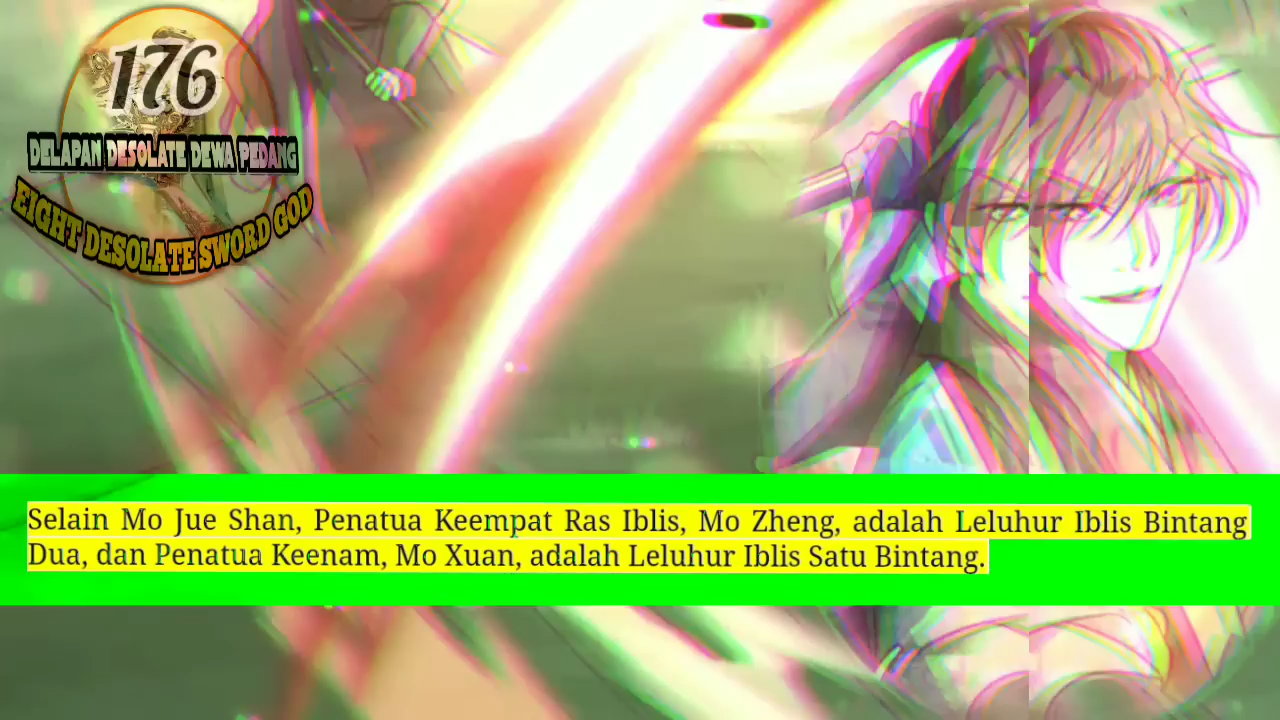 176
DELAPAN DESOLATE DEWA PEDANG
EIGHT DESOLATE SWORD GOD
Selain Mo Jue Shan, Penatua Keempat Ras Iblis, Mo Zheng, adalah Leluhur Iblis Bintang
Dua, dan Penatua Keenam, Mo Xuan, adalah Leluhur Iblis Satu Bintang.